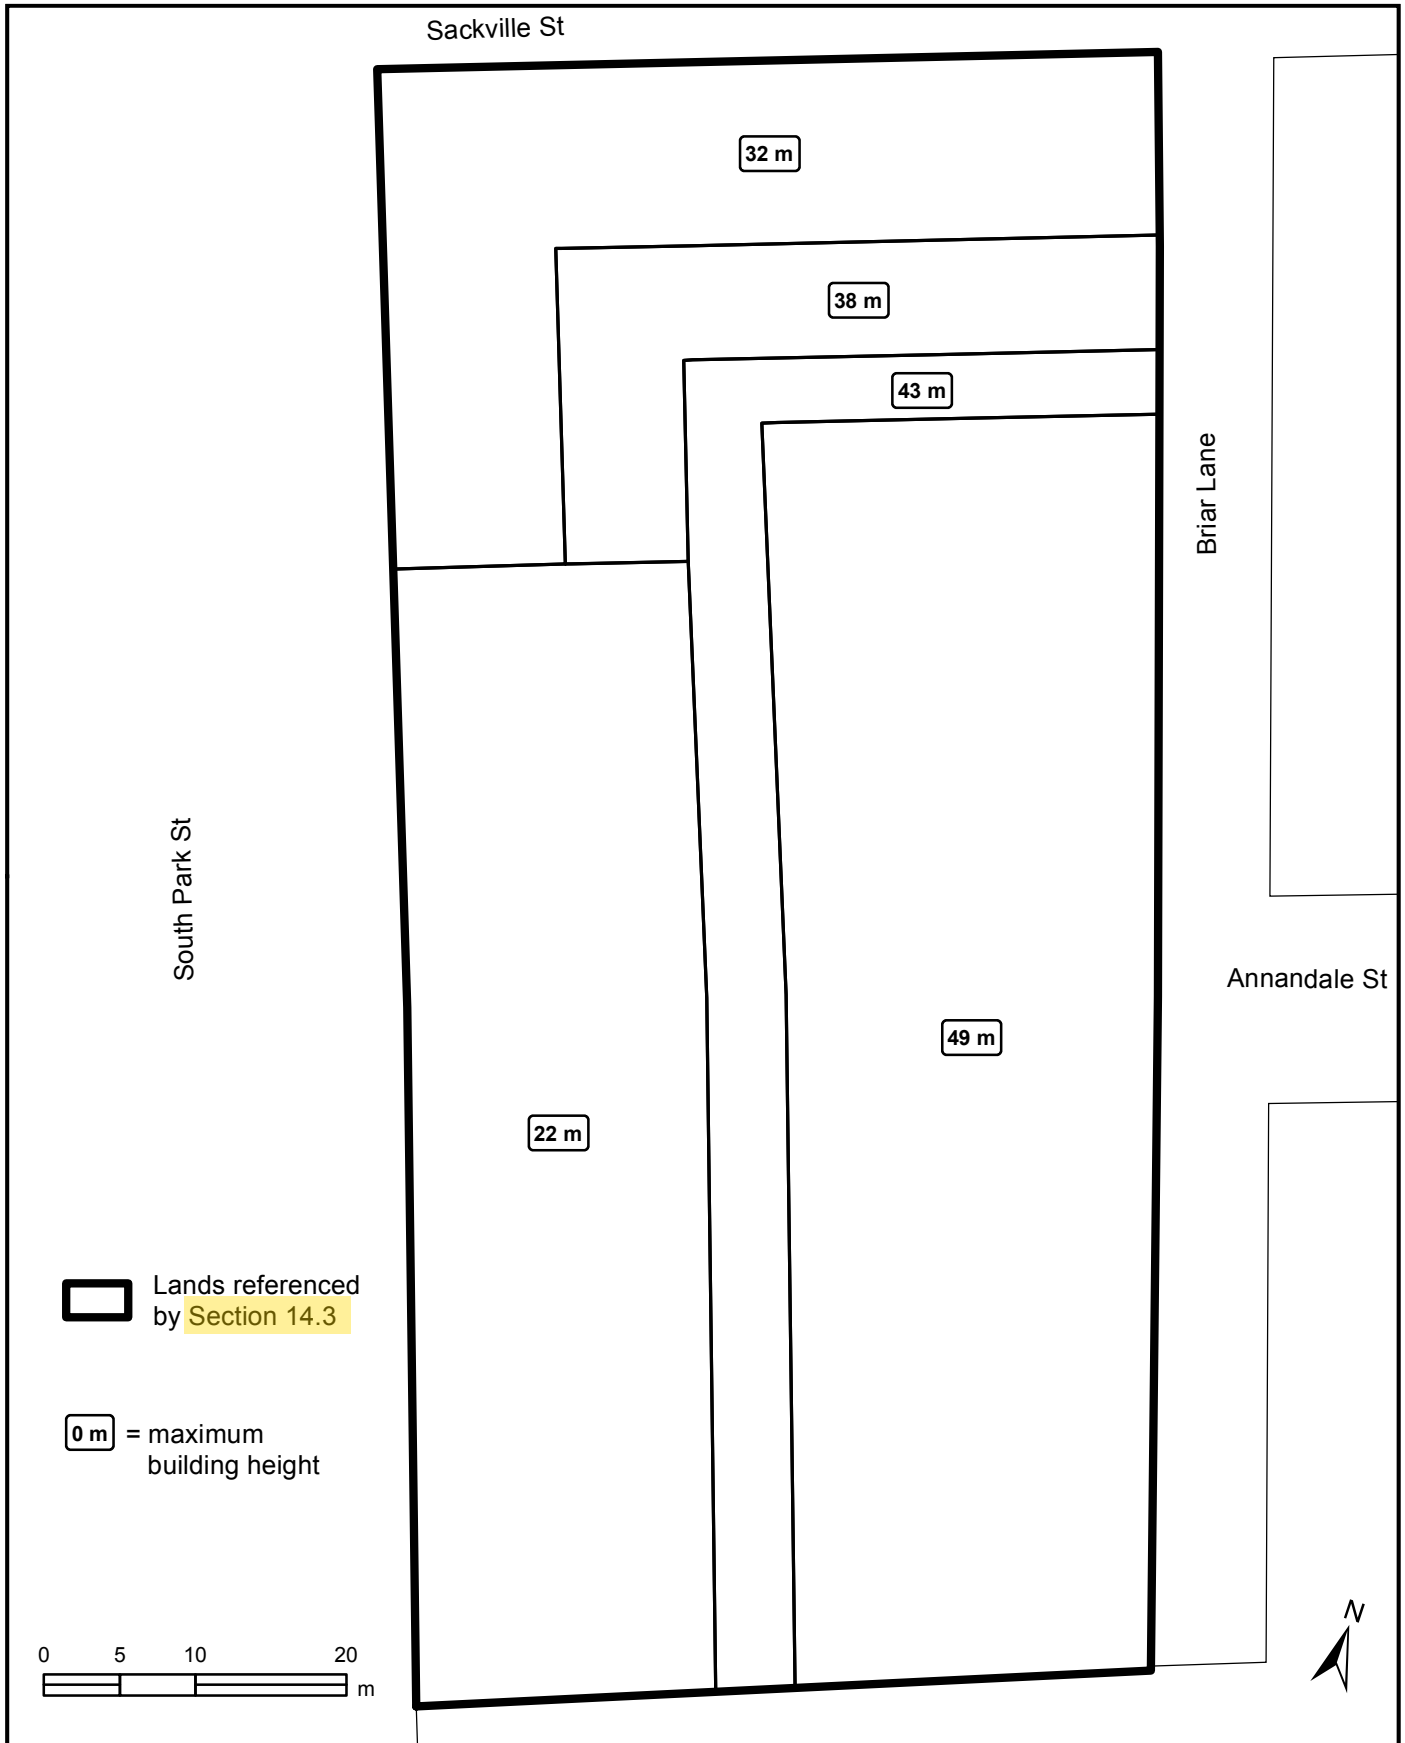 Sackville St
32 m
38 m
43 m
Briar Lane
South Park St
Annandale St
49 m
22 m
Lands referenced
by Section 14.3
0 m = maximum
building height
N
0 5 10 20
m